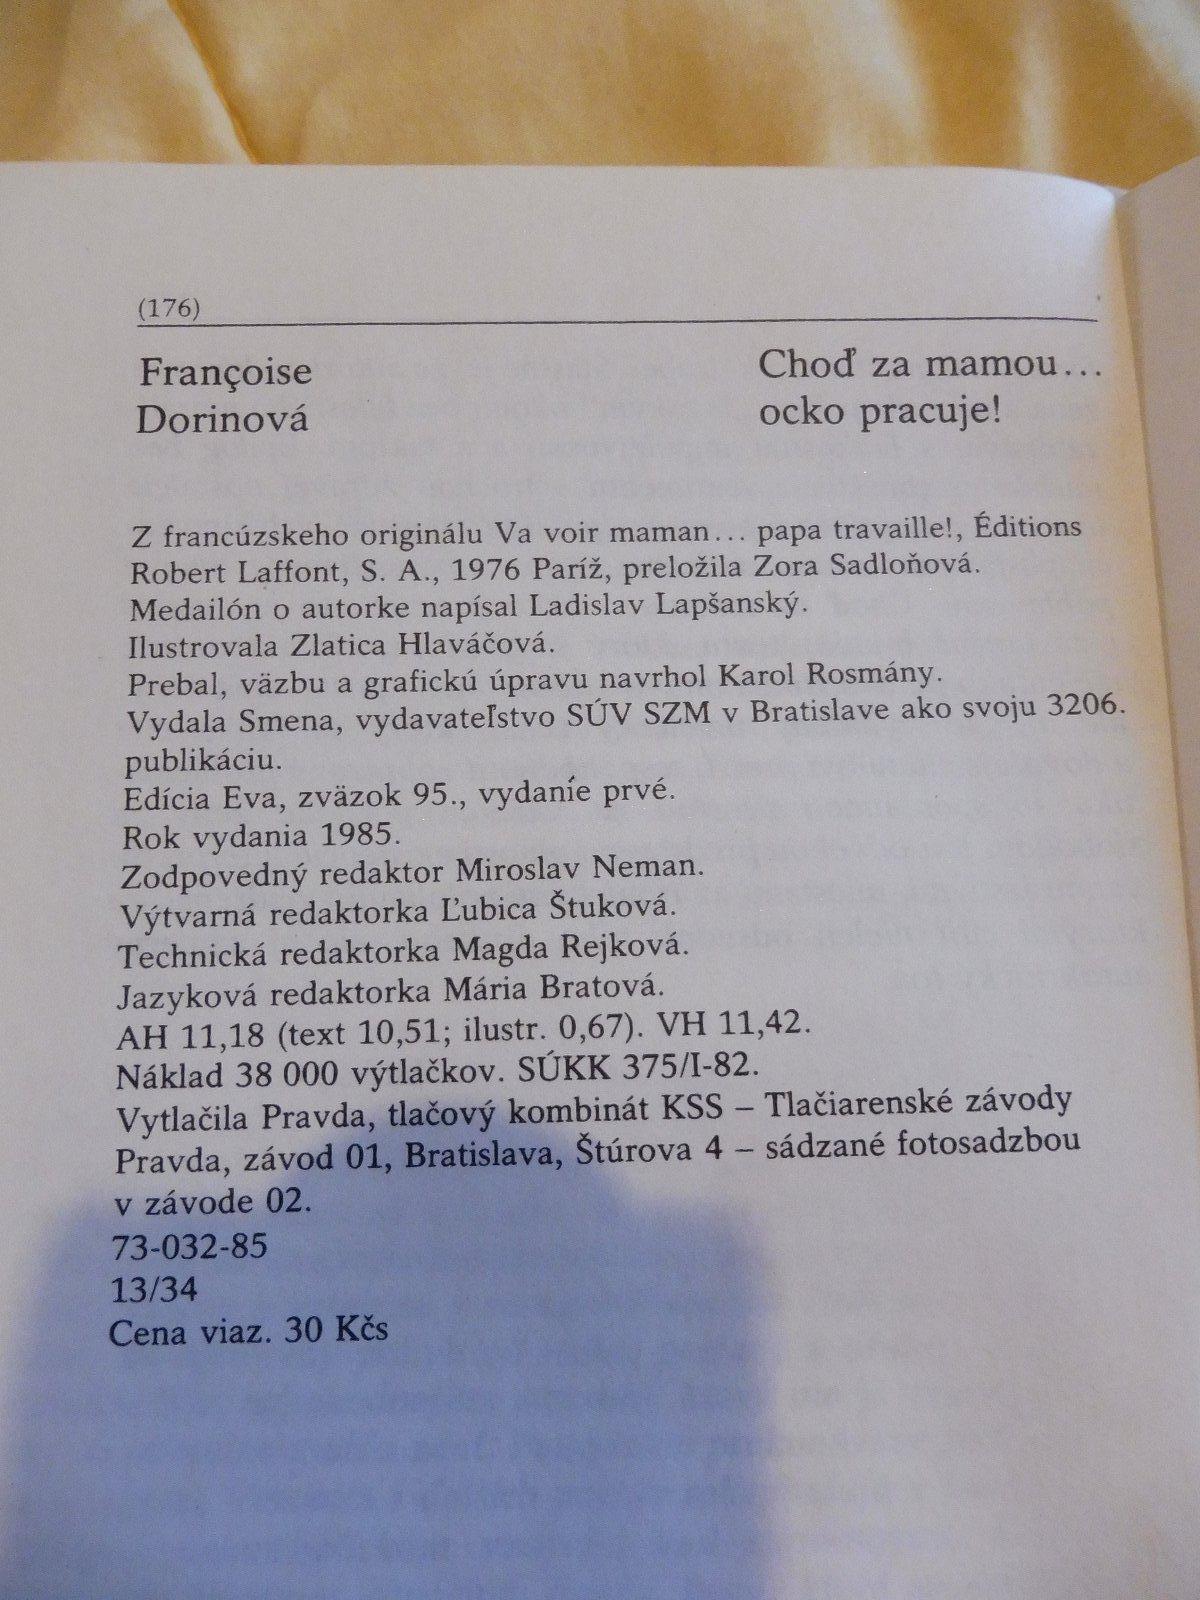 (176)
Françoise
Dorinová
Choď za mamou...
ocko pracuje!
Z francúzskeho originálu Va voir maman... papa travaille!, Éditions
Robert Laffont, S. A., 1976 Paríž, preložila Zora Sadloňová.
Medailón o autorke napísal Ladislav Lapšanský.
Ilustrovala Zlatica Hlaváčová.
Prebal, väzbu a grafickú úpravu navrhol Karol Rosmány.
Vydala Smena, vydavateľstvo SÚV SZM v Bratislave ako svoju 3206.
publikáciu.
Edícia Eva, zväzok 95., vydanie prvé.
Rok vydania 1985.
Zodpovedný redaktor Miroslav Neman.
Výtvarná redaktorka Ľubica Štuková.
Technická redaktorka Magda Rejková.
Jazyková redaktorka Mária Bratová.
AH 11,18 (text 10,51; ilustr. 0,67). VH 11,42.
Náklad 38 000 výtlačkov. SÚKK 375/I-82.
Vytlačila Pravda, tlačový kombinát KSS – Tlačiarenské závody
Pravda, závod 01, Bratislava, Štúrova 4 – sádzané fotosadzbou
v závode 02.
73-032-85
13/34
Cena viaz. 30 Kčs